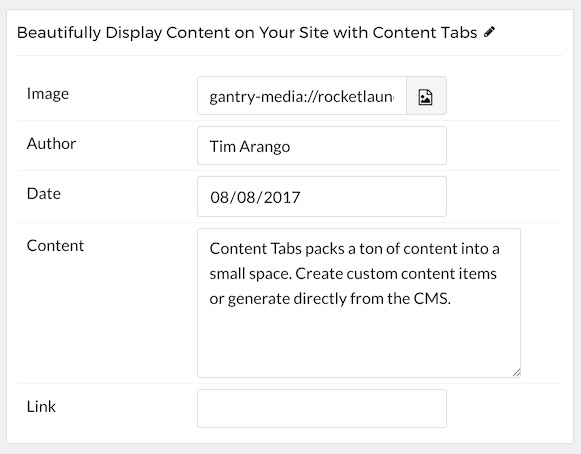 Beautifully Display Content on Your Site with Content Tabs
Image
gantry-media://rocketlaun
Author
Tim Arango
Date
08/08/2017
Content
Content Tabs packs a ton of content into a
small space. Create custom content items
or generate directly from the CMS.
Link